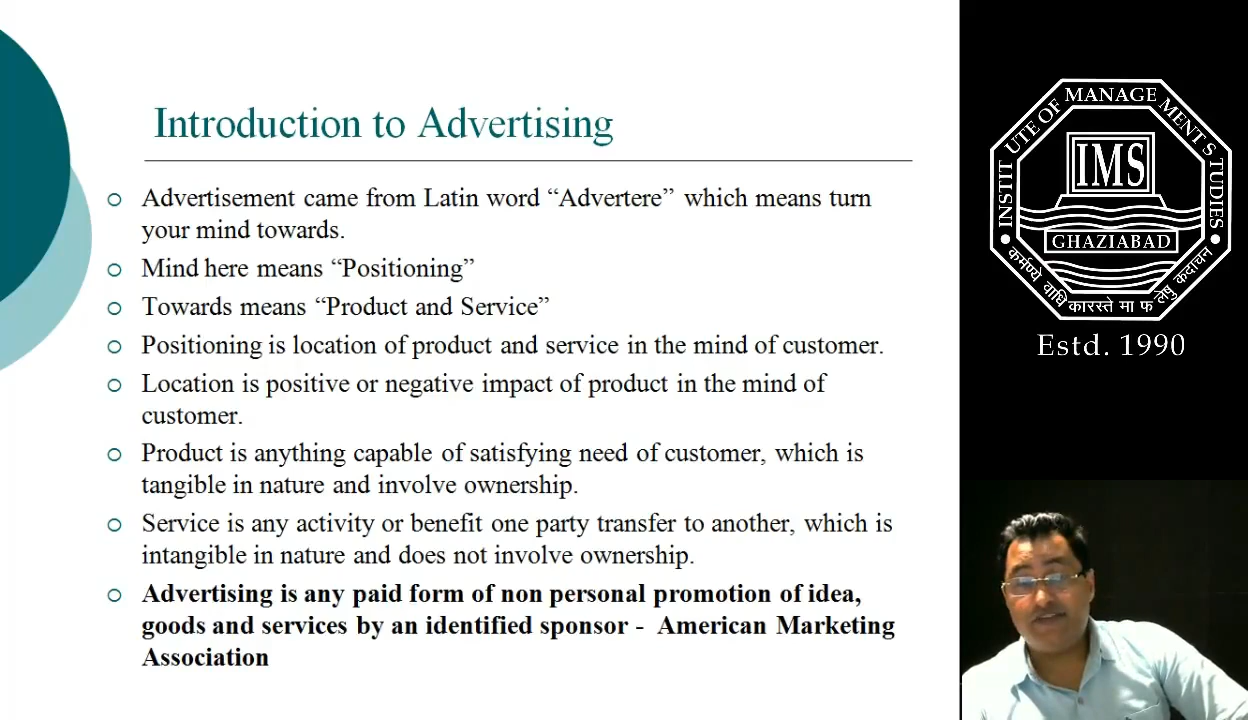 Introduction to Advertising
Advertisement came from Latin word “Advertere” which means turn
your mind towards.
Mind here means “Positioning”
Towards means “Product and Service”
Positioning is location of product and service in the mind of customer.
Location is positive or negative impact of product in the mind of
customer.
Product is anything capable of satisfying need of customer, which is
tangible in nature and involve ownership.
Service is any activity or benefit one party transfer to another, which is
intangible in nature and does not involve ownership.
Advertising is any paid form of non personal promotion of idea,
goods and services by an identified sponsor - American Marketing
Association
INSTITUTE OF MANAGEMENT STUDIES
IMS
GHAZIABAD
कर्मण्ये वाधिकारस्ते मा फलेषु कदाचन
Estd. 1990